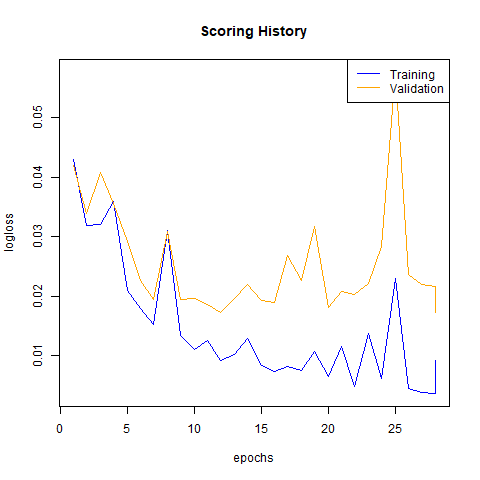 Scoring History
Training
Validation
logloss
0.05
0.04
0.03
0.02
0.01
0 5 10 15 20 25
epochs